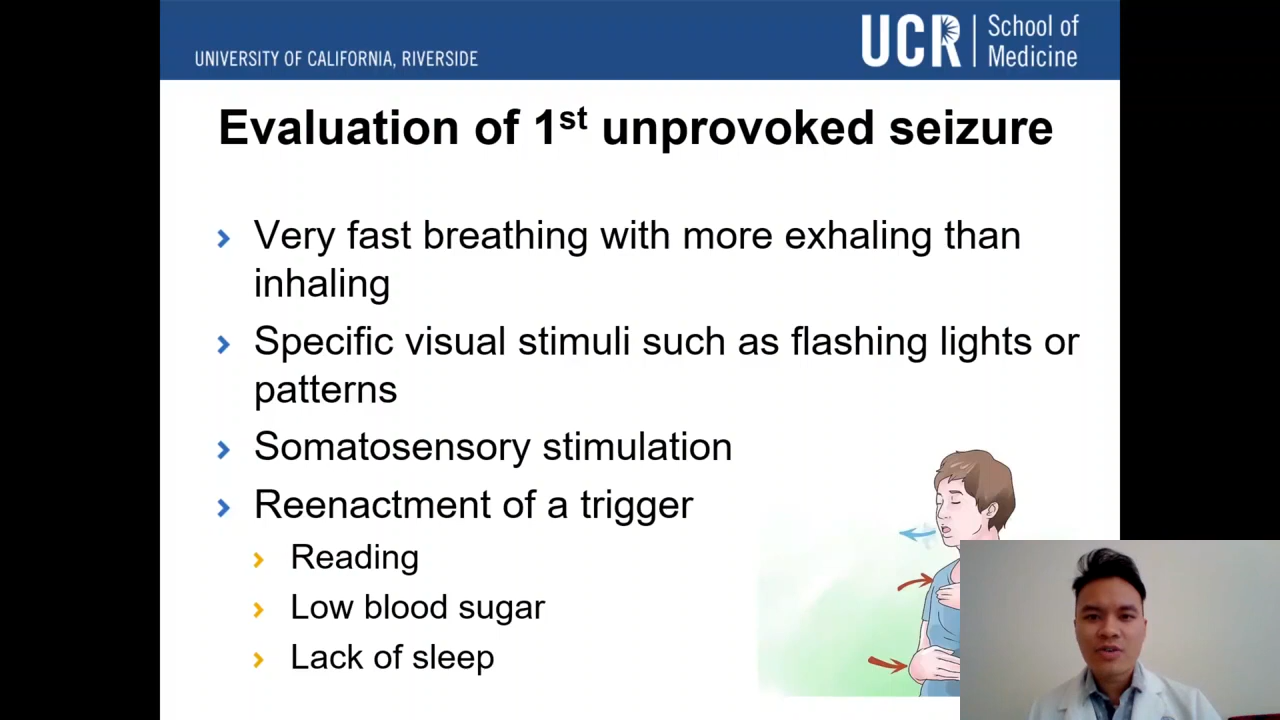 UNIVERSITY OF CALIFORNIA, RIVERSIDE
UCR
School of
Medicine
Evaluation of 1st unprovoked seizure
Very fast breathing with more exhaling than
inhaling
Specific visual stimuli such as flashing lights or
patterns
Somatosensory stimulation
Reenactment of a trigger
Reading
Low blood sugar
Lack of sleep